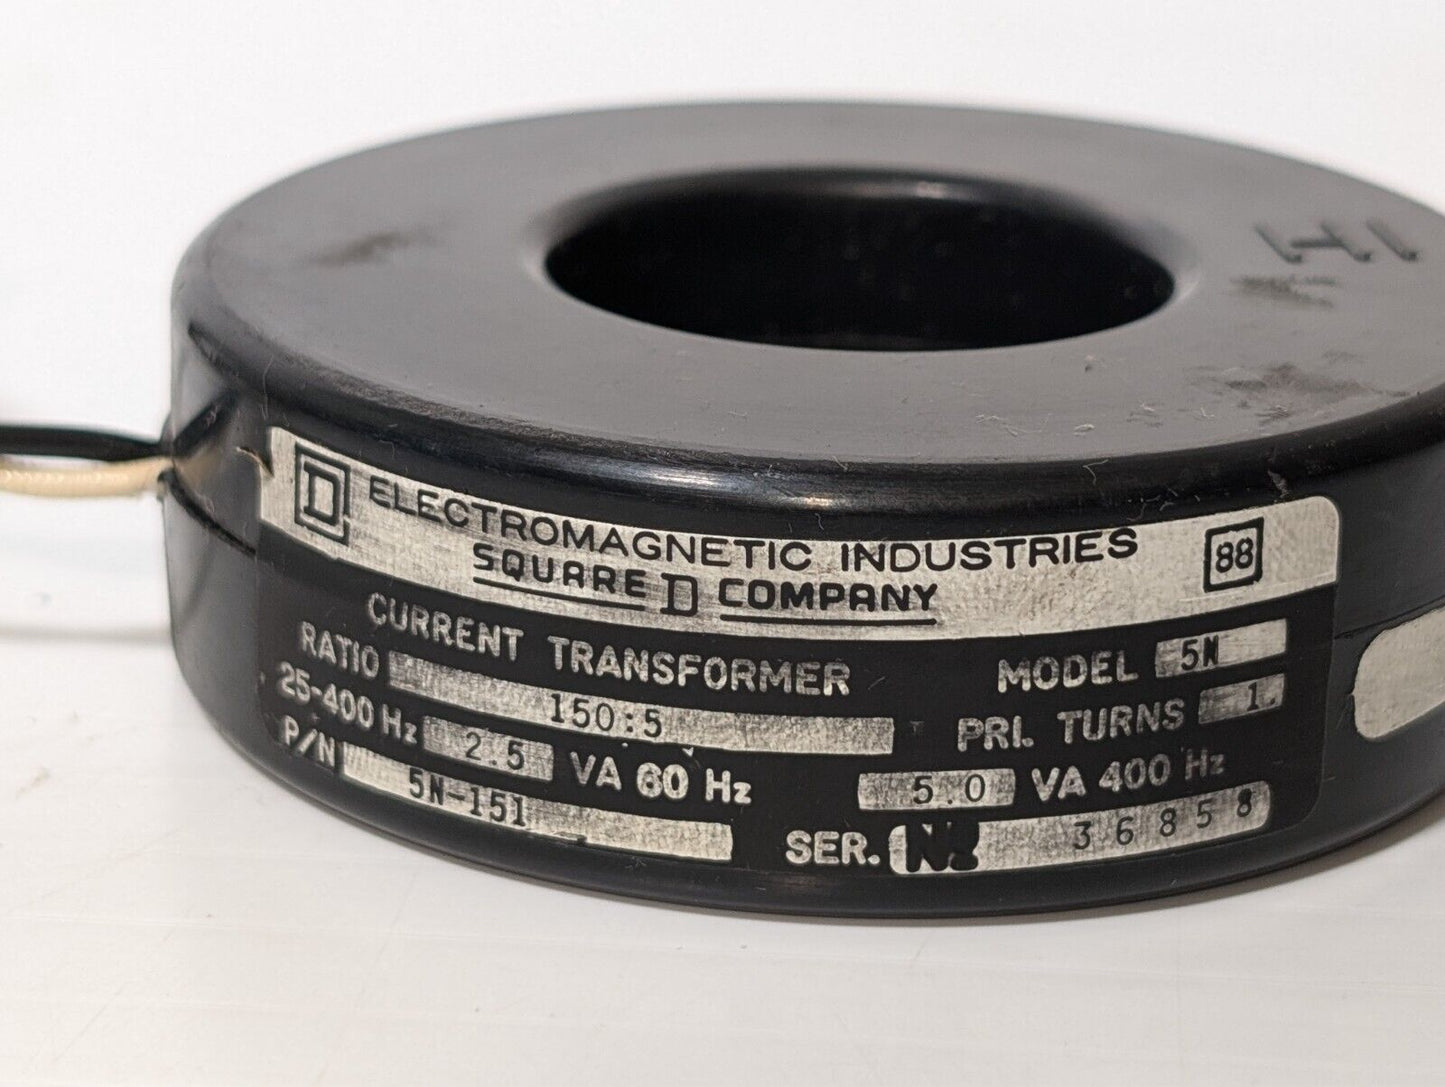 H1
D ELECTROMAGNETIC INDUSTRIES 88
SQUARE D COMPANY
CURRENT TRANSFORMER MODEL 5N
RATIO 150:5 PRI. TURNS 1.
25-400 Hz 2.5 VA 60 Hz 5.0 VA 400 Hz
P/N 5N-151 SER. Nº 36858